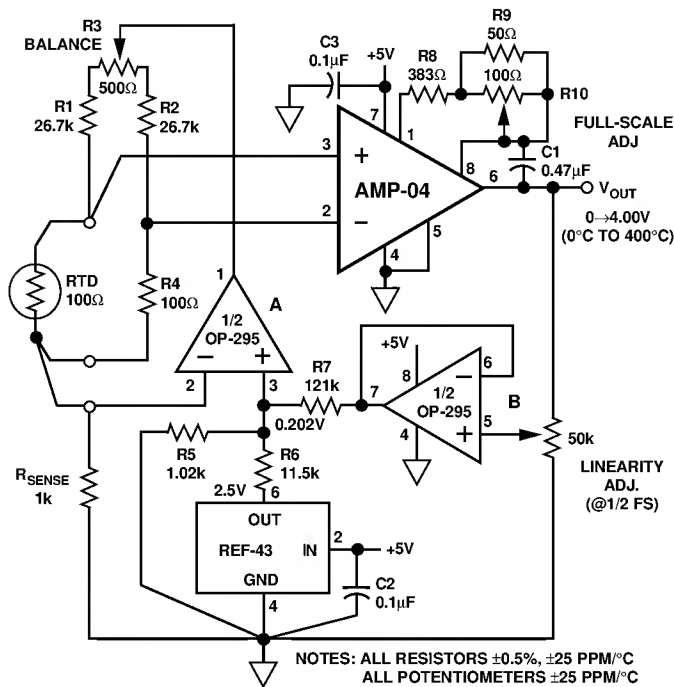 R3
BALANCE
500Ω
R1
26.7k
R2
26.7k
C3
0.1µF
+5V
R8
383Ω
R9
50Ω
100Ω
R10
FULL-SCALE
ADJ
7
1
3
+
AMP-04
2
−
8
6
C1
0.47µF
VOUT
0→4.00V
(0°C TO 400°C)
5
4
RTD
100Ω
R4
100Ω
1
A
1/2
OP-295
−
+
2
3
R7
121k
7
+5V
8
6
−
1/2
OP-295
B
5
+
4
50k
LINEARITY
ADJ.
(@1/2 FS)
0.202V
R5
1.02k
R6
11.5k
RSENSE
1k
2.5V
6
OUT
REF-43
IN
2
+5V
GND
4
C2
0.1µF
NOTES: ALL RESISTORS ±0.5%, ±25 PPM/°C
ALL POTENTIOMETERS ±25 PPM/°C